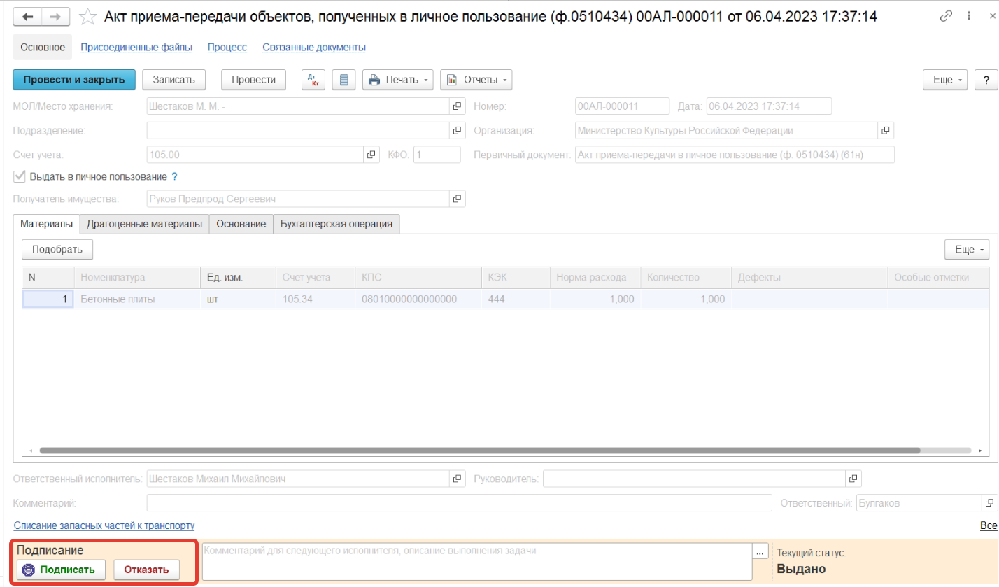 Акт приема-передачи объектов, полученных в личное пользование (ф.0510434) 00АЛ-000011 от 06.04.2023 17:37:14
Основное Присоединенные файлы Процесс Связанные документы
Провести и закрыть Записать Провести Дт Кт Печать Отчеты Еще ?
МОЛ/Место хранения: Шестаков М. М. - Номер: 00АЛ-000011 Дата: 06.04.2023 17:37:14
Подразделение: Организация: Министерство Культуры Российской Федерации
Счет учета: 105.00 КФО: 1 Первичный документ: Акт приема-передачи в личное пользование (ф. 0510434) (61н)
Выдать в личное пользование ?
Получатель имущества: Руков Предпрод Сергеевич
Материалы Драгоценные материалы Основание Бухгалтерская операция
Подобрать Еще
N Номенклатура Ед. изм. Счет учета КПС КЭК Норма расхода Количество Дефекты Особые отметки
1 Бетонные плиты шт 105.34 08010000000000000 444 1,000 1,000
Ответственный исполнитель: Шестаков Михаил Михайлович Руководитель:
Комментарий: Ответственный: Булгаков
Списание запасных частей к транспорту Все
Подписание Комментарий для следующего исполнителя, описание выполнения задачи ... Текущий статус:
Подписать Отказать Выдано